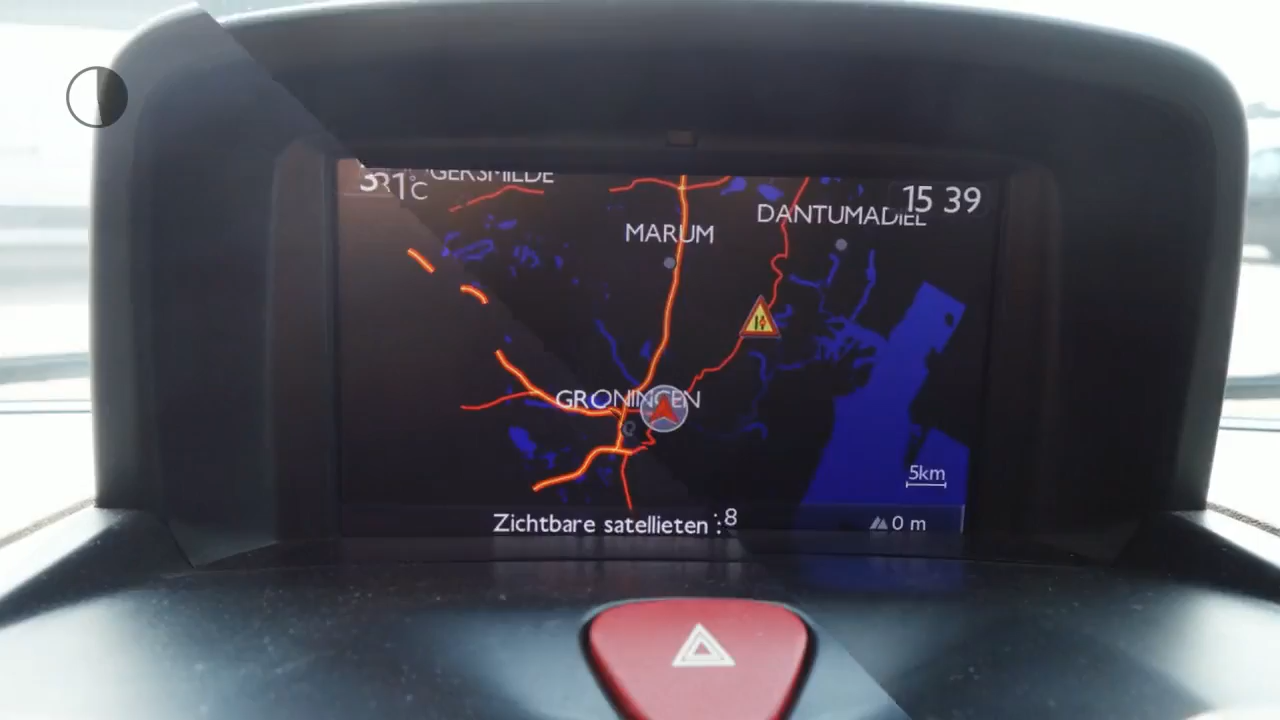 GERSMILDE
15 39
DANTUMADIEL
MARUM
GRONINGEN
5km
Zichtbare satellieten : 8
0 m